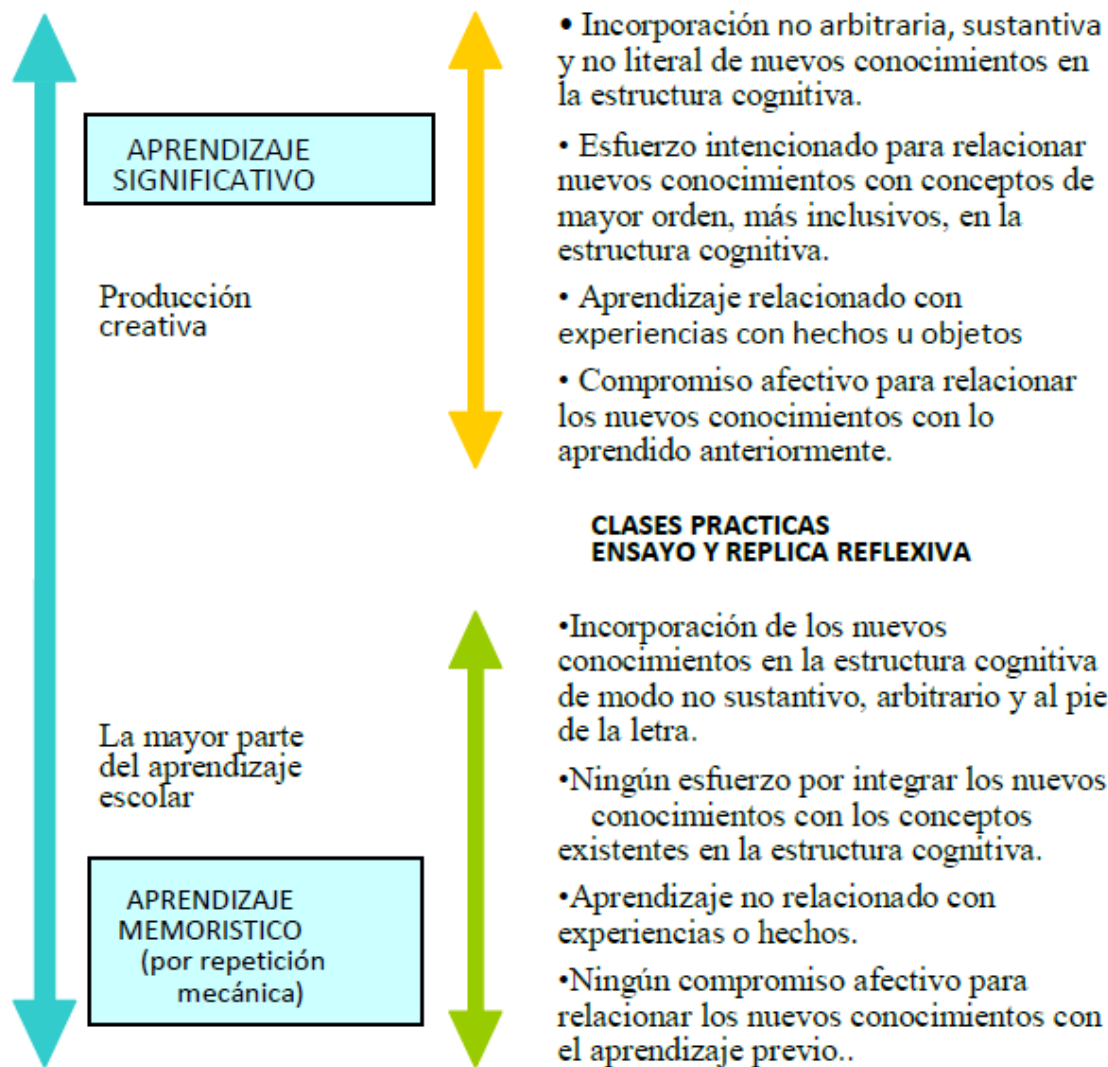 • Incorporación no arbitraria, sustantiva
y no literal de nuevos conocimientos en
la estructura cognitiva.
APRENDIZAJE
SIGNIFICATIVO
• Esfuerzo intencionado para relacionar
nuevos conocimientos con conceptos de
mayor orden, más inclusivos, en la
estructura cognitiva.
Producción
creativa
• Aprendizaje relacionado con
experiencias con hechos u objetos
• Compromiso afectivo para relacionar
los nuevos conocimientos con lo
aprendido anteriormente.
CLASES PRACTICAS
ENSAYO Y REPLICA REFLEXIVA
•Incorporación de los nuevos
conocimientos en la estructura cognitiva
de modo no sustantivo, arbitrario y al pie
de la letra.
La mayor parte
del aprendizaje
escolar
•Ningún esfuerzo por integrar los nuevos
conocimientos con los conceptos
existentes en la estructura cognitiva.
APRENDIZAJE
MEMORISTICO
(por repetición
mecánica)
•Aprendizaje no relacionado con
experiencias o hechos.
•Ningún compromiso afectivo para
relacionar los nuevos conocimientos con
el aprendizaje previo..